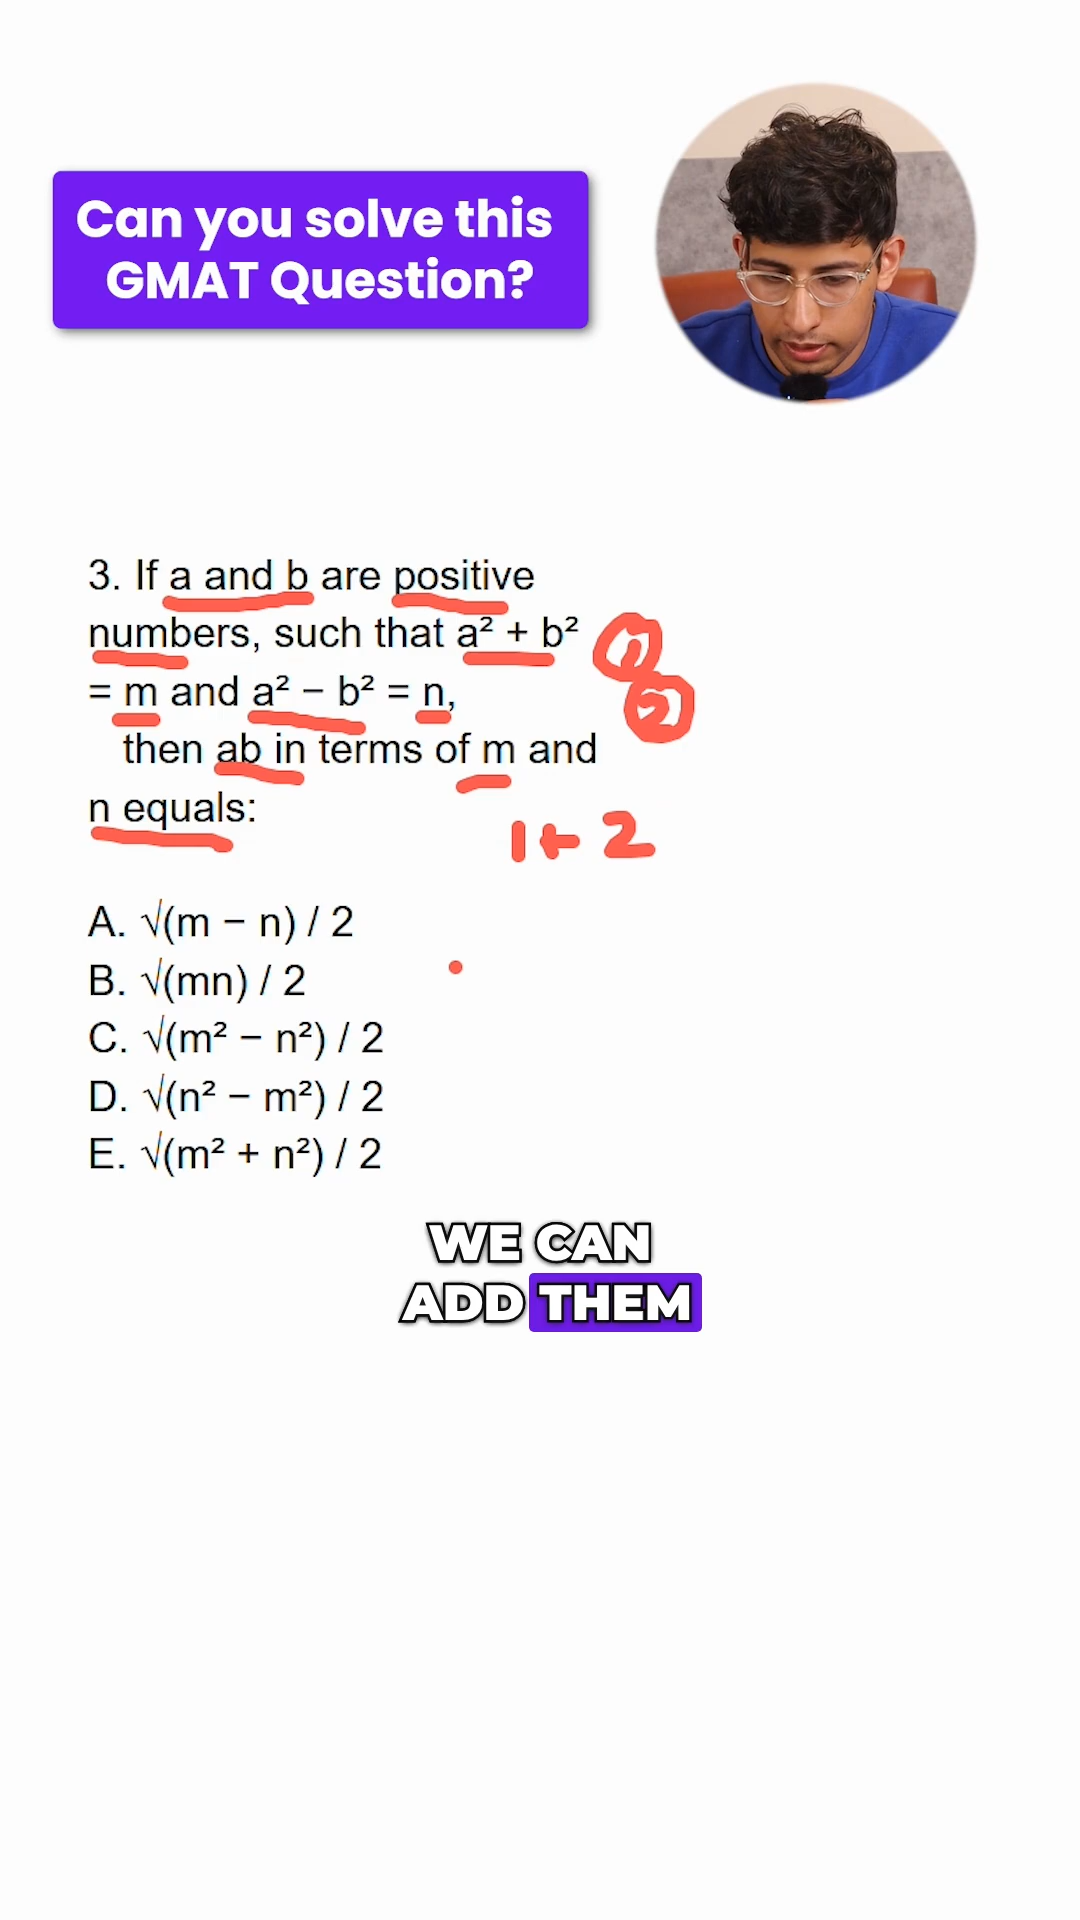 Can you solve this
GMAT Question?
3. If a and b are positive
numbers, such that a² + b²
1
= m and a² − b² = n,
2
then ab in terms of m and
n equals:
1 + 2
A. √(m − n) / 2
B. √(mn) / 2
C. √(m² − n²) / 2
D. √(n² − m²) / 2
E. √(m² + n²) / 2
WE CAN
ADD THEM